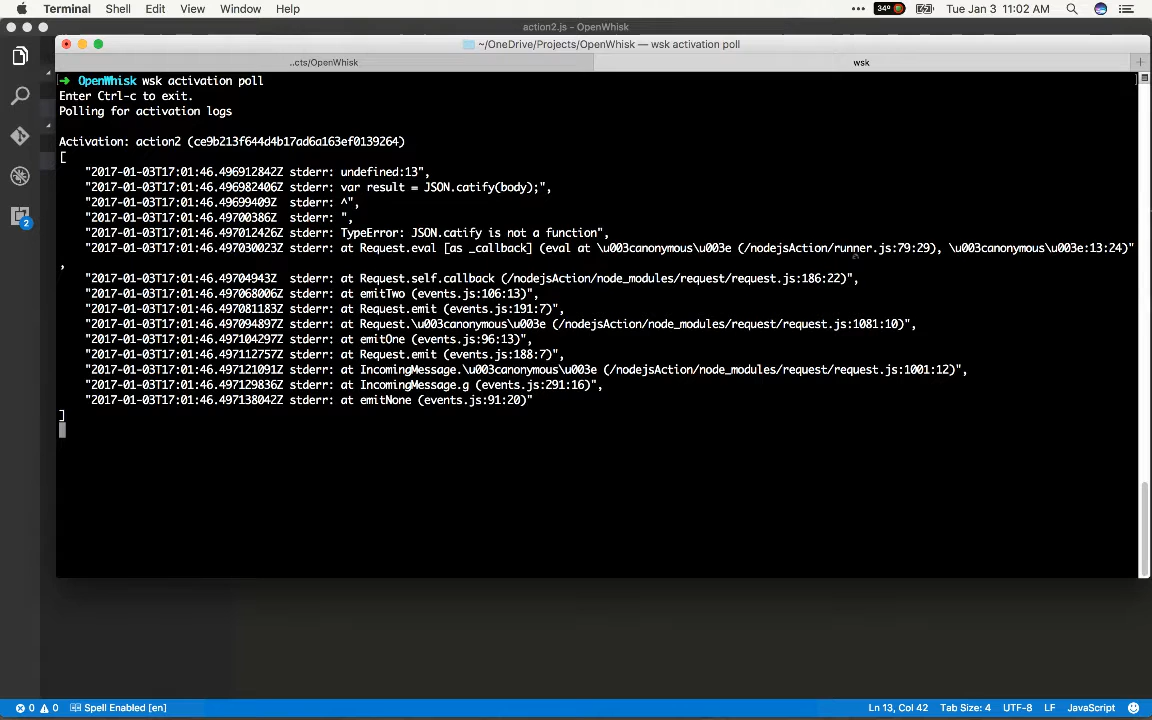 Terminal Shell Edit View Window Help ••• 34° Tue Jan 3 11:02 AM
action2.js - OpenWhisk
~/OneDrive/Projects/OpenWhisk — wsk activation poll
..cts/OpenWhisk wsk +
➜ OpenWhisk wsk activation poll
Enter Ctrl-c to exit.
Polling for activation logs
Activation: action2 (ce9b213f644d4b17ad6a163ef0139264)
[
"2017-01-03T17:01:46.496912842Z stderr: undefined:13",
"2017-01-03T17:01:46.496982406Z stderr: var result = JSON.catify(body);",
"2017-01-03T17:01:46.49699409Z  stderr: ^",
"2017-01-03T17:01:46.49700386Z  stderr: ",
"2017-01-03T17:01:46.497012426Z stderr: TypeError: JSON.catify is not a function",
"2017-01-03T17:01:46.497030023Z stderr: at Request.eval [as _callback] (eval at \u003canonymous\u003e (/nodejsAction/runner.js:79:29), \u003canonymous\u003e:13:24)"
,
"2017-01-03T17:01:46.49704943Z  stderr: at Request.self.callback (/nodejsAction/node_modules/request/request.js:186:22)",
"2017-01-03T17:01:46.497068006Z stderr: at emitTwo (events.js:106:13)",
"2017-01-03T17:01:46.497081183Z stderr: at Request.emit (events.js:191:7)",
"2017-01-03T17:01:46.497094897Z stderr: at Request.\u003canonymous\u003e (/nodejsAction/node_modules/request/request.js:1081:10)",
"2017-01-03T17:01:46.497104297Z stderr: at emitOne (events.js:96:13)",
"2017-01-03T17:01:46.497112757Z stderr: at Request.emit (events.js:188:7)",
"2017-01-03T17:01:46.497121091Z stderr: at IncomingMessage.\u003canonymous\u003e (/nodejsAction/node_modules/request/request.js:1001:12)",
"2017-01-03T17:01:46.497129836Z stderr: at IncomingMessage.g (events.js:291:16)",
"2017-01-03T17:01:46.497138042Z stderr: at emitNone (events.js:91:20)"
]
2
0 0 Spell Enabled [en] Ln 13, Col 42 Tab Size: 4 UTF-8 LF JavaScript